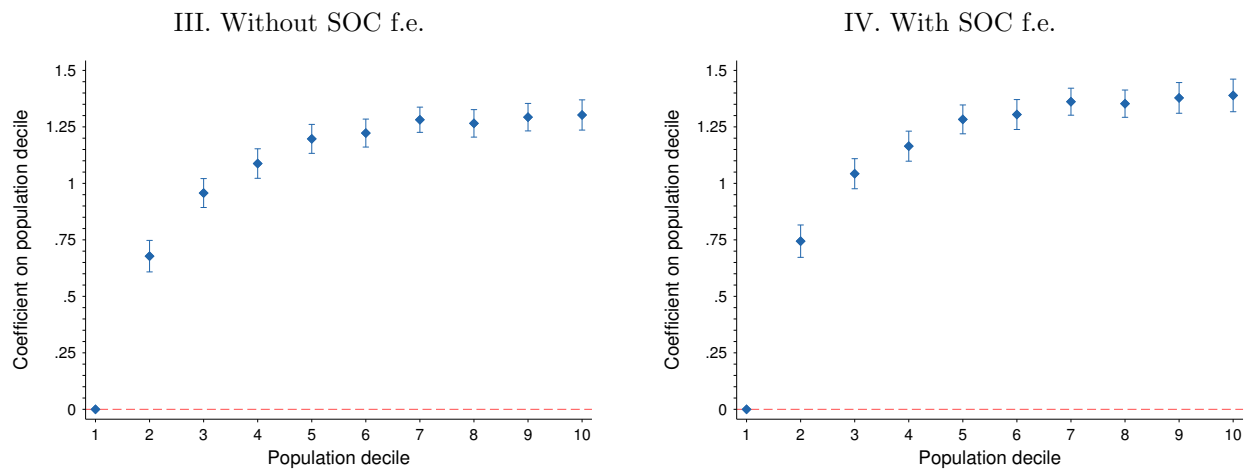 III. Without SOC f.e.
Coefficient on population decile
1.5
1.25
1
.75
.5
.25
0
1 2 3 4 5 6 7 8 9 10
Population decile
IV. With SOC f.e.
Coefficient on population decile
1.5
1.25
1
.75
.5
.25
0
1 2 3 4 5 6 7 8 9 10
Population decile